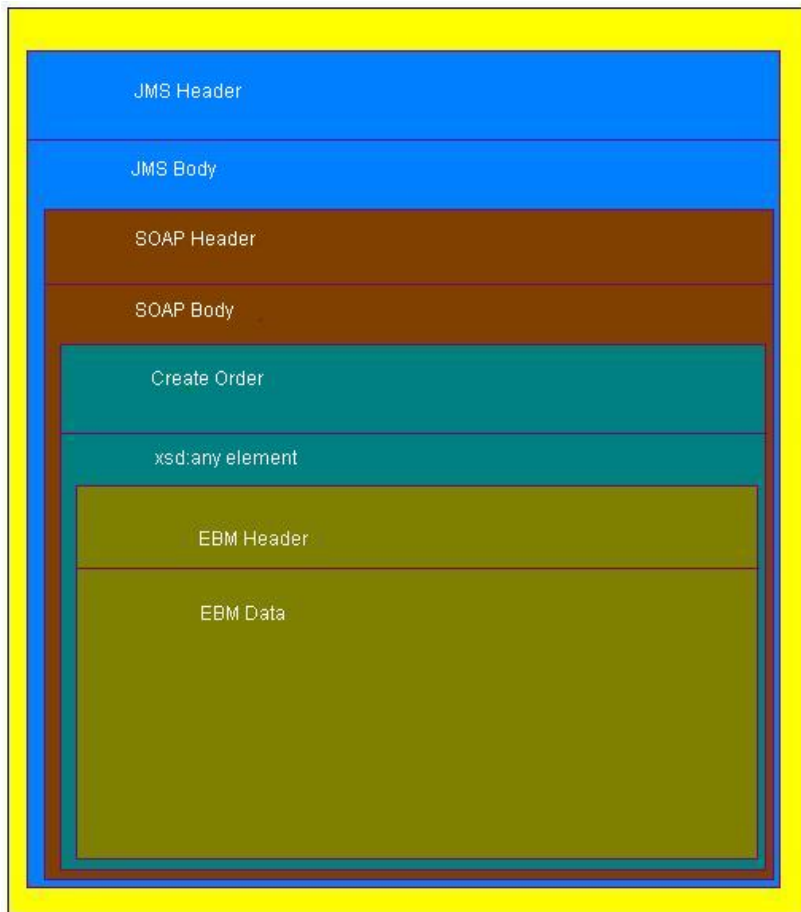 JMS Header
JMS Body
SOAP Header
SOAP Body
Create Order
xsd:any element
EBM Header
EBM Data